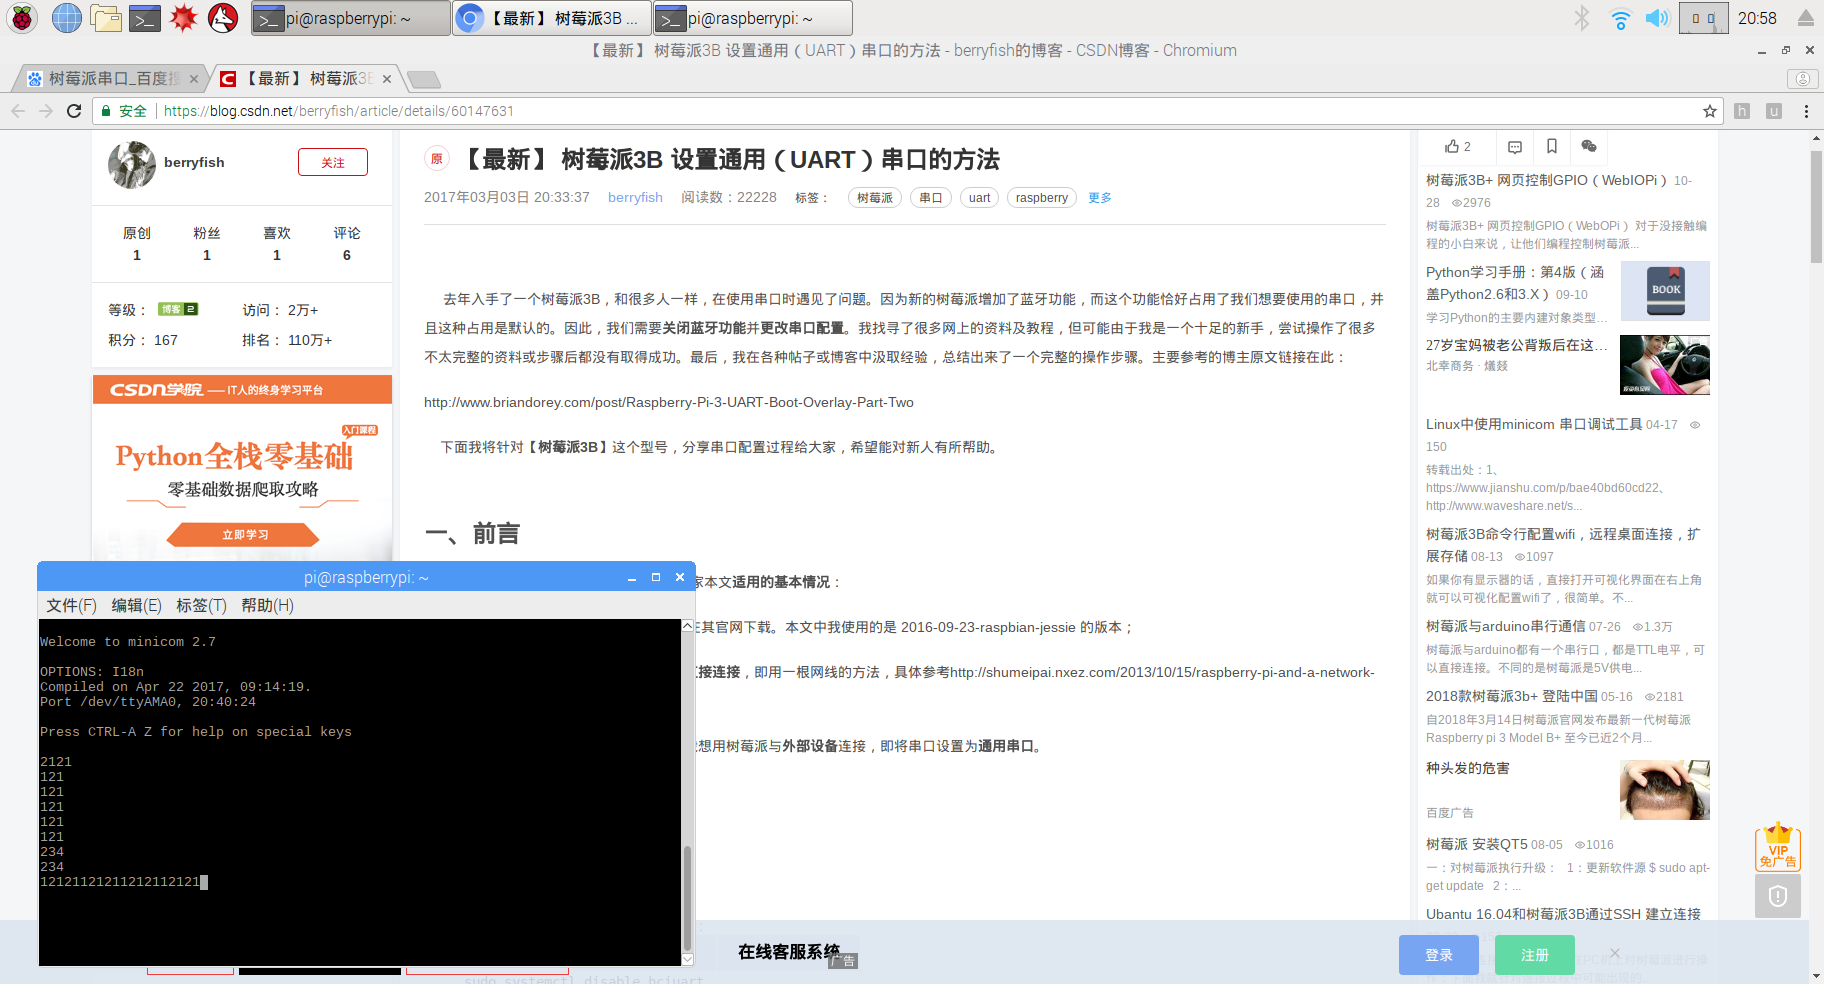 pi@raspberrypi: ~
【最新】树莓派3B ...
pi@raspberrypi: ~
20:58
【最新】树莓派3B 设置通用（UART）串口的方法 - berryfish的博客 - CSDN博客 - Chromium
树莓派串口_百度搜
【最新】 树莓派3B
安全
https://blog.csdn.net/berryfish/article/details/60147631
h
u
berryfish
关注
原创
粉丝
喜欢
评论
1
1
1
6
等级：
博客 2
访问： 2万+
积分： 167
排名： 110万+
CSDN学院 —— IT人的终身学习平台
入门课程
Python全栈零基础
零基础数据爬取攻略
立即学习
原
【最新】 树莓派3B 设置通用（UART）串口的方法
2017年03月03日 20:33:37
berryfish
阅读数：22228
标签：
树莓派
串口
uart
raspberry
更多
去年入手了一个树莓派3B，和很多人一样，在使用串口时遇见了问题。因为新的树莓派增加了蓝牙功能，而这个功能恰好占用了我们想要使用的串口，并
且这种占用是默认的。因此，我们需要关闭蓝牙功能并更改串口配置。我找寻了很多网上的资料及教程，但可能由于我是一个十足的新手，尝试操作了很多
不太完整的资料或步骤后都没有取得成功。最后，我在各种帖子或博客中汲取经验，总结出来了一个完整的操作步骤。主要参考的博主原文链接在此：
http://www.briandorey.com/post/Raspberry-Pi-3-UART-Boot-Overlay-Part-Two
下面我将针对【树莓派3B】这个型号，分享串口配置过程给大家，希望能对新人有所帮助。
一、前言
家本文适用的基本情况：
在其官网下载。本文中我使用的是 2016-09-23-raspbian-jessie 的版本；
直接连接，即用一根网线的方法，具体参考http://shumeipai.nxez.com/2013/10/15/raspberry-pi-and-a-network-
想用树莓派与外部设备连接，即将串口设置为通用串口。
sudo systemctl disable hciuart
pi@raspberrypi: ~
文件(F) 编辑(E) 标签(T) 帮助(H)
Welcome to minicom 2.7
OPTIONS: I18n
Compiled on Apr 22 2017, 09:14:19.
Port /dev/ttyAMA0, 20:40:24
Press CTRL-A Z for help on special keys
2121
121
121
121
121
121
234
234
12121121211212112121
2
树莓派3B+ 网页控制GPIO（WebIOPi） 10-
28 2976
树莓派3B+ 网页控制GPIO（WebOPi） 对于没接触编
程的小白来说，让他们编程控制树莓派...
Python学习手册：第4版（涵
盖Python2.6和3.X） 09-10
学习Python的主要内建对象类型...
BOOK
27岁宝妈被老公背叛后在这...
北幸商务 · 燨燚
Linux中使用minicom 串口调试工具 04-17
150
转载出处：1、
https://www.jianshu.com/p/bae40bd60cd22、
http://www.waveshare.net/s...
树莓派3B命令行配置wifi，远程桌面连接，扩
展存储 08-13 1097
如果你有显示器的话，直接打开可视化界面在右上角
就可以可视化配置wifi了，很简单。不...
树莓派与arduino串行通信 07-26 1.3万
树莓派与arduino都有一个串行口，都是TTL电平，可
以直接连接。不同的是树莓派是5V供电...
2018款树莓派3b+ 登陆中国 05-16 2181
自2018年3月14日树莓派官网发布最新一代树莓派
Raspberry pi 3 Model B+ 至今已近2个月...
种头发的危害
百度广告
树莓派 安装QT5 08-05 1016
一：对树莓派执行升级： 1：更新软件源 $ sudo apt-
get update 2：...
Ubantu 16.04和树莓派3B通过SSH 建立连接
VIP
免广告
在线客服系统
广告
登录
注册